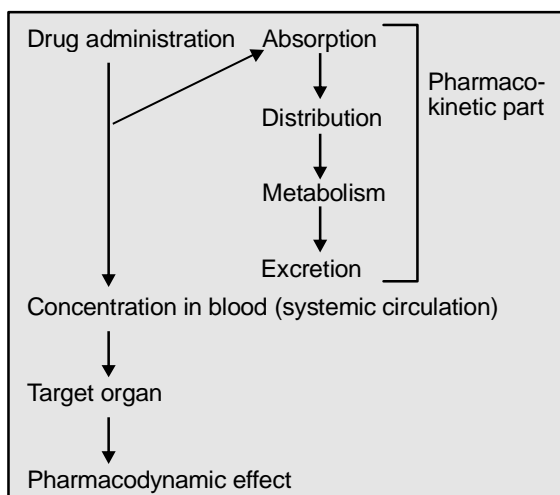 Drug administration
Absorption
Pharmaco-
kinetic part
Distribution
Metabolism
Excretion
Concentration in blood (systemic circulation)
Target organ
Pharmacodynamic effect